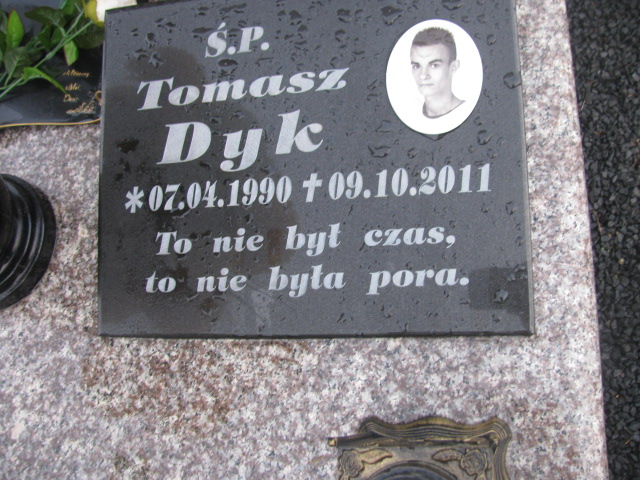 Ś.P.
Tomasz
Dyk
*07.04.1990 †09.10.2011
To nie był czas,
to nie była pora.